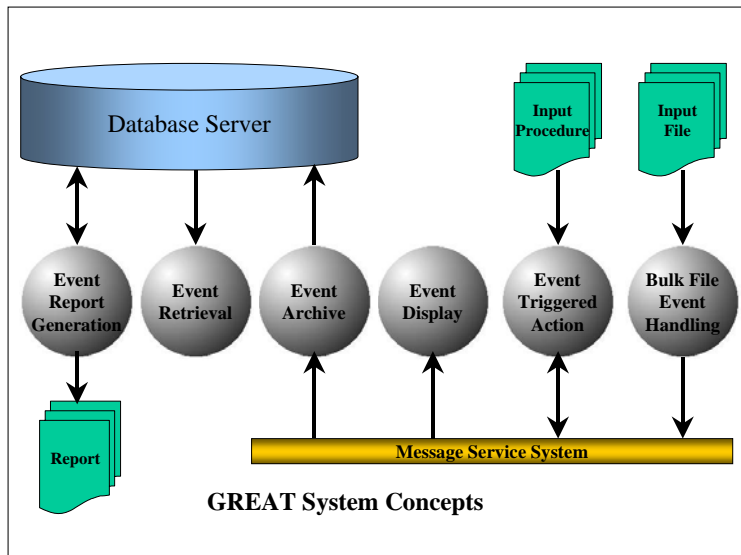 Database Server
Input
Procedure
Input
File
Event
Report
Generation
Event
Retrieval
Event
Archive
Event
Display
Event
Triggered
Action
Bulk File
Event
Handling
Report
Message Service System
GREAT System Concepts